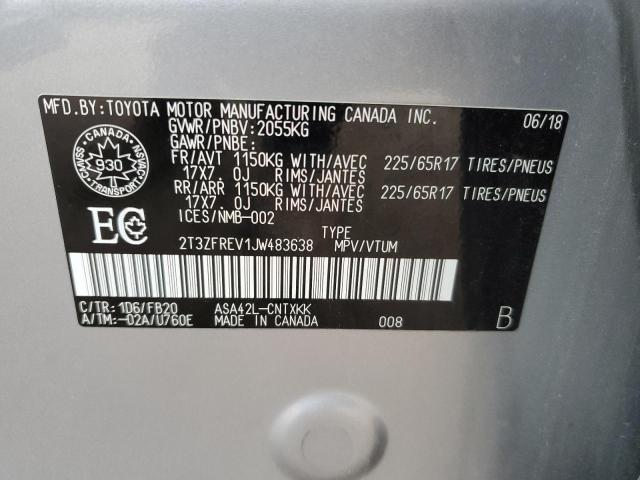 MFD.BY:TOYOTA MOTOR MANUFACTURING CANADA INC. 06/18
GVWR/PNBV:2055KG
GAWR/PNBE:
FR/AVT 1150KG WITH/AVEC 225/65R17 TIRES/PNEUS
17X7.0J RIMS/JANTES
RR/ARR 1150KG WITH/AVEC 225/65R17 TIRES/PNEUS
17X7.0J RIMS/JANTES
ICES/NMB-002
CANADA
930
TRANSPORT
EC
TYPE
2T3ZFREV1JW483638 MPV/VTUM
C/TR:1D6/FB20 ASA42L-CNTXKK
A/TM:-02A/U760E MADE IN CANADA 008 B